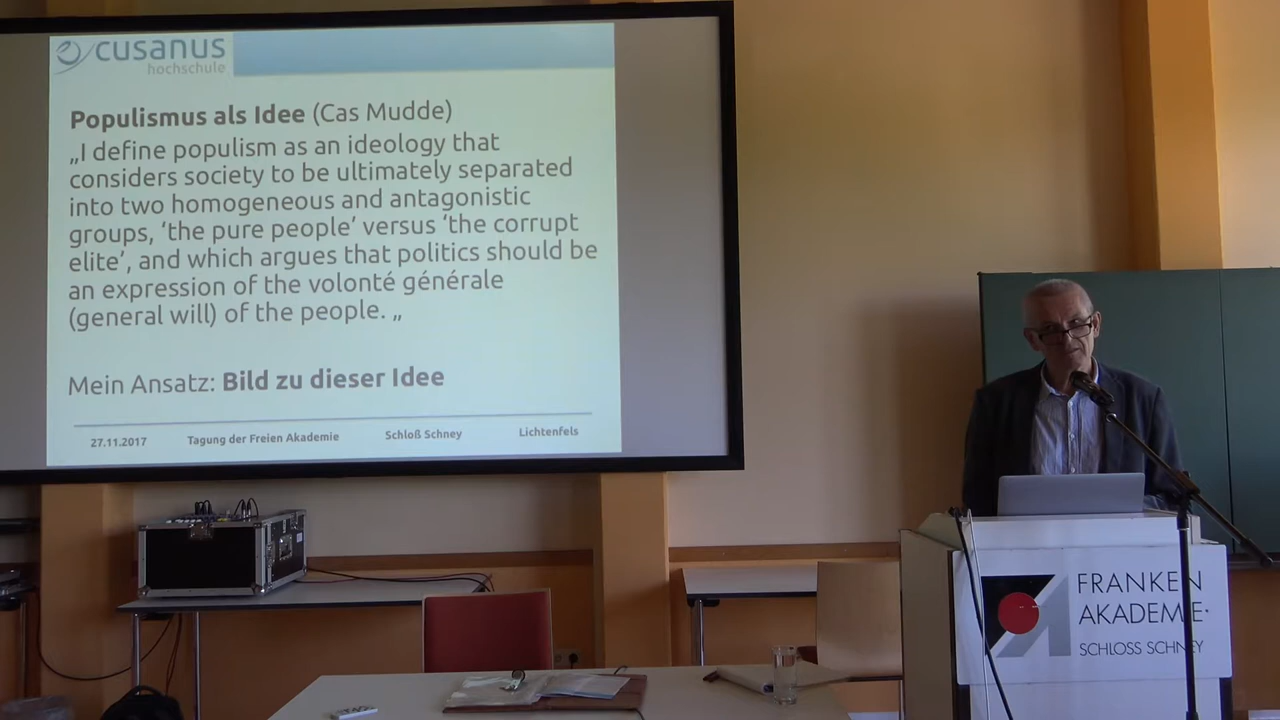 cusanus
hochschule
Populismus als Idee (Cas Mudde)
„I define populism as an ideology that
considers society to be ultimately separated
into two homogeneous and antagonistic
groups, ‘the pure people’ versus ‘the corrupt
elite’, and which argues that politics should be
an expression of the volonté générale
(general will) of the people. „
Mein Ansatz: Bild zu dieser Idee
27.11.2017 Tagung der Freien Akademie Schloß Schney Lichtenfels
FRANKEN
AKADEMIE
SCHLOSS SCHNEY